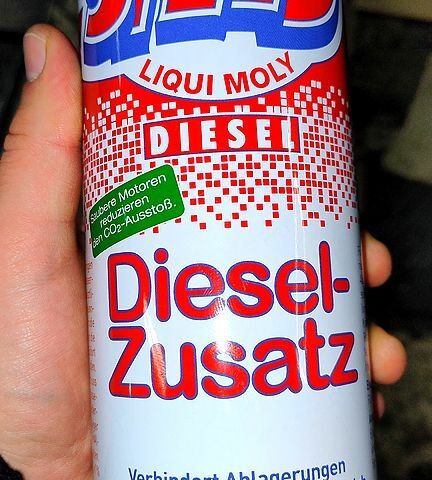 LIQUI MOLY
DIESEL
Saubere Motoren
reduzieren
den CO₂-Ausstoß.
Diesel-
Zusatz
Verhindert Ablagerungen